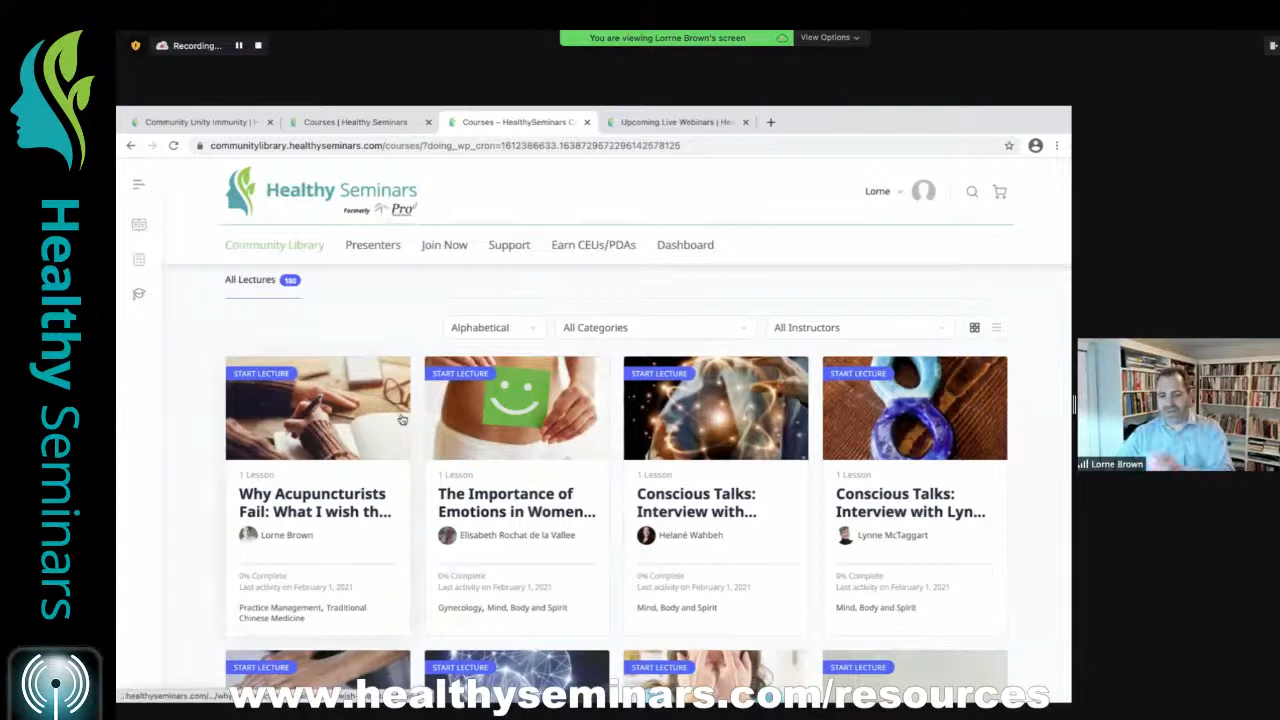 Recording...
You are viewing Lorrne Brown's screen
View Options
Healthy Seminars
Community Unity Immunity | H
Courses | Healthy Seminars
Courses – HealthySeminars Co
Upcoming Live Webinars | Hea
communitylibrary.healthyseminars.com/courses/?doing_wp_cron=1612386633.1638729572296142578125
Healthy Seminars
Formerly Pro
Lorne
Community Library
Presenters
Join Now
Support
Earn CEUs/PDAs
Dashboard
All Lectures 180
Alphabetical
All Categories
All Instructors
START LECTURE
START LECTURE
START LECTURE
START LECTURE
1 Lesson
Why Acupuncturists
Fail: What I wish th...
Lorne Brown
0% Complete
Last activity on February 1, 2021
Practice Management, Traditional
Chinese Medicine
1 Lesson
The Importance of
Emotions in Women...
Elisabeth Rochat de la Vallee
0% Complete
Last activity on February 1, 2021
Gynecology, Mind, Body and Spirit
1 Lesson
Conscious Talks:
Interview with...
Helané Wahbeh
0% Complete
Last activity on February 1, 2021
Mind, Body and Spirit
1 Lesson
Conscious Talks:
Interview with Lyn...
Lynne McTaggart
0% Complete
Last activity on February 1, 2021
Mind, Body and Spirit
Lorne Brown
START LECTURE
START LECTURE
START LECTURE
START LECTURE
www.healthyseminars.com/resources